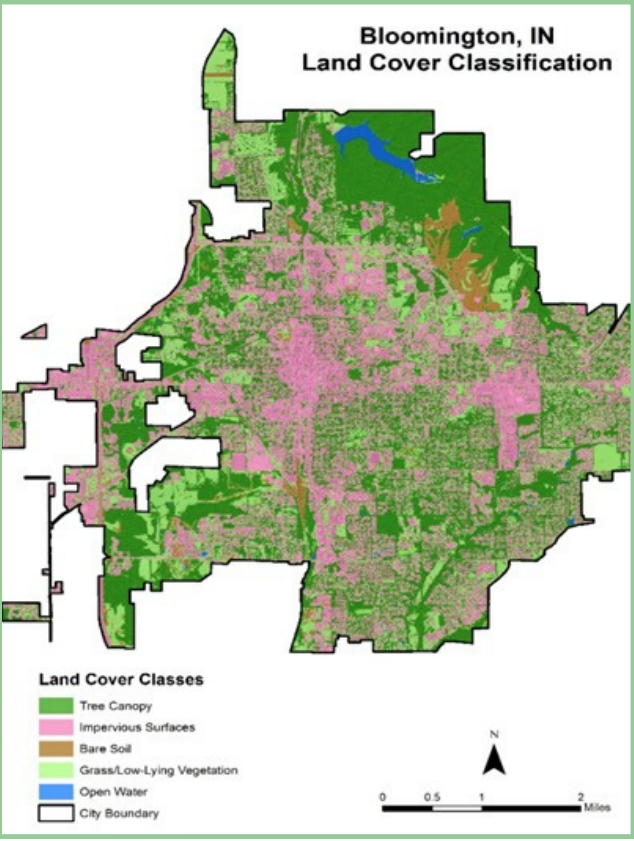 Bloomington, IN
Land Cover Classification
Land Cover Classes
Tree Canopy
Impervious Surfaces
Bare Soil
Grass/Low-Lying Vegetation
Open Water
City Boundary
N
0 0.5 1 2
Miles